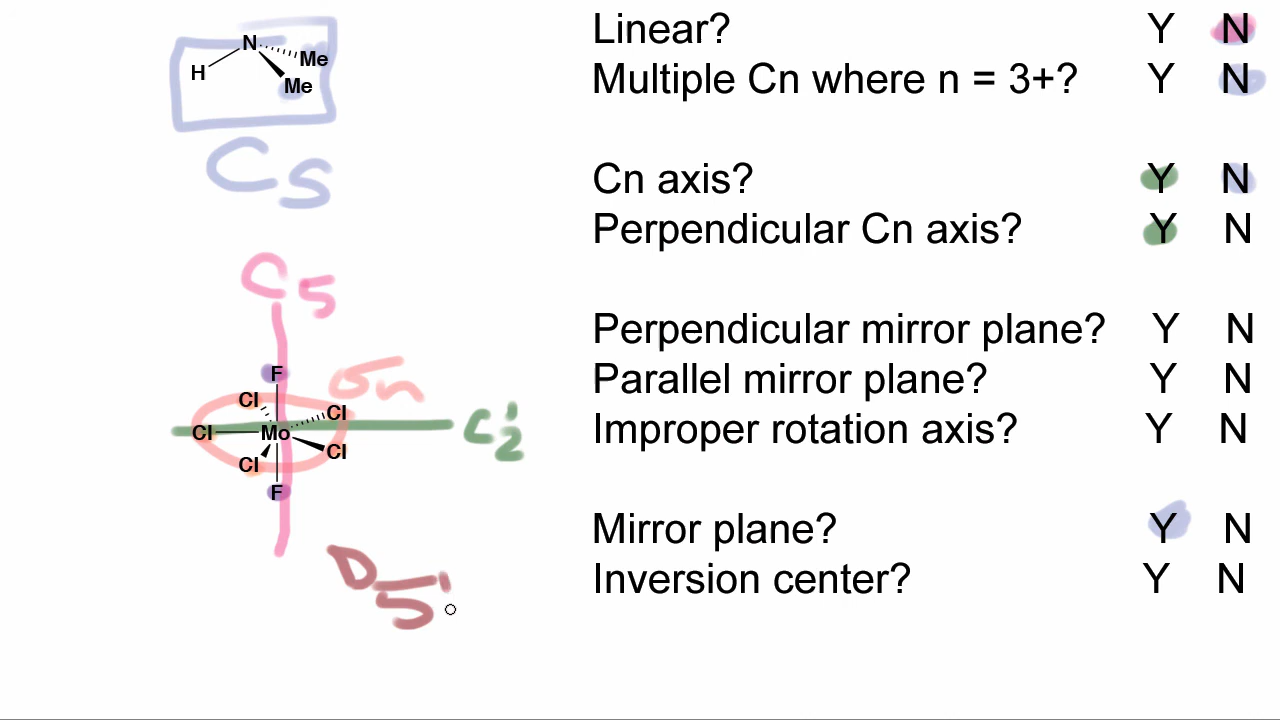 N
H
Me
Me
Cs
C5
F
Cl
Cl
σh
Cl
Mo
C2'
Cl
Cl
F
D5
Linear? Y N
Multiple Cn where n = 3+? Y N
Cn axis? Y N
Perpendicular Cn axis? Y N
Perpendicular mirror plane? Y N
Parallel mirror plane? Y N
Improper rotation axis? Y N
Mirror plane? Y N
Inversion center? Y N